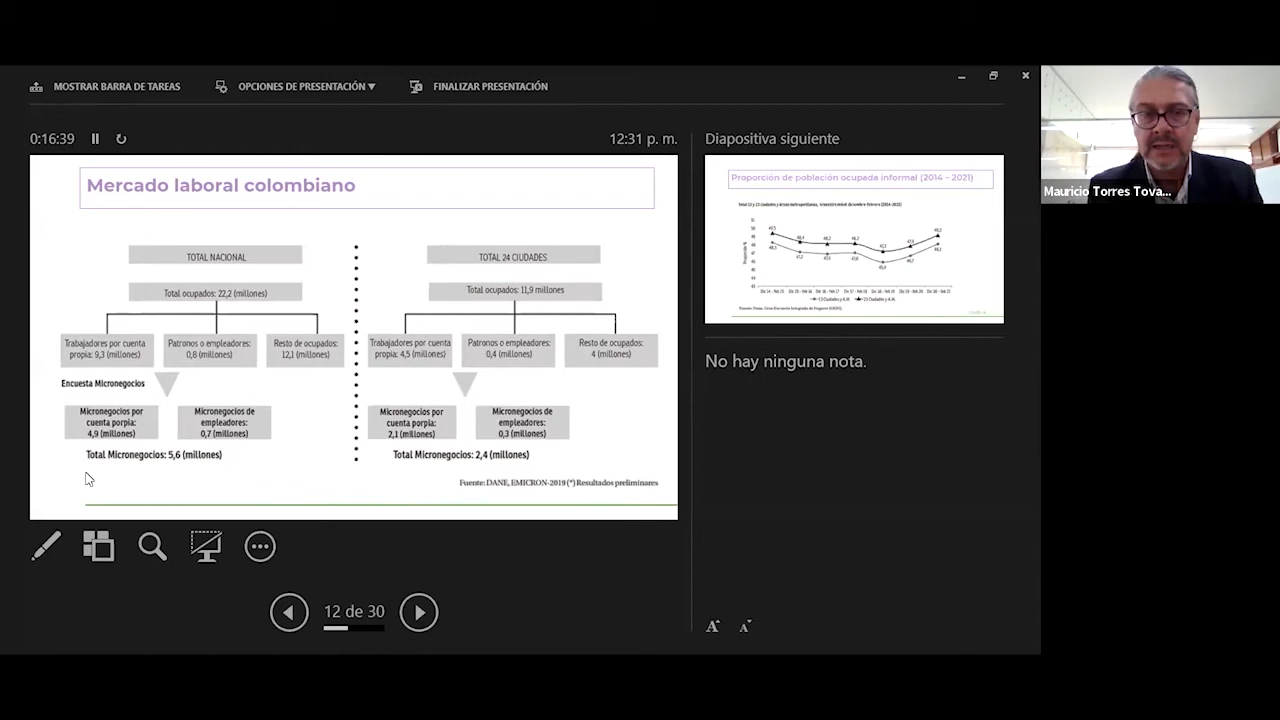 MOSTRAR BARRA DE TAREAS
OPCIONES DE PRESENTACIÓN ▼
FINALIZAR PRESENTACIÓN
0:16:39
12:31 p. m.
Mercado laboral colombiano
TOTAL NACIONAL
Total ocupados: 22,2 (millones)
Trabajadores por cuenta
propia: 9,3 (millones)
Patronos o empleadores:
0,8 (millones)
Resto de ocupados:
12,1 (millones)
Encuesta Micronegocios
Micronegocios por
cuenta porpia:
4,9 (millones)
Micronegocios de
empleadores:
0,7 (millones)
Total Micronegocios: 5,6 (millones)
TOTAL 24 CIUDADES
Total ocupados: 11,9 millones
Trabajadores por cuenta
propia: 4,5 (millones)
Patronos o empleadores:
0,4 (millones)
Resto de ocupados:
4 (millones)
Micronegocios por
cuenta porpia:
2,1 (millones)
Micronegocios de
empleadores:
0,3 (millones)
Total Micronegocios: 2,4 (millones)
Fuente: DANE, EMICRON-2019 (*) Resultados preliminares
12 de 30
Diapositiva siguiente
Proporción de población ocupada informal (2014 – 2021)
No hay ninguna nota.
Mauricio Torres Tova...